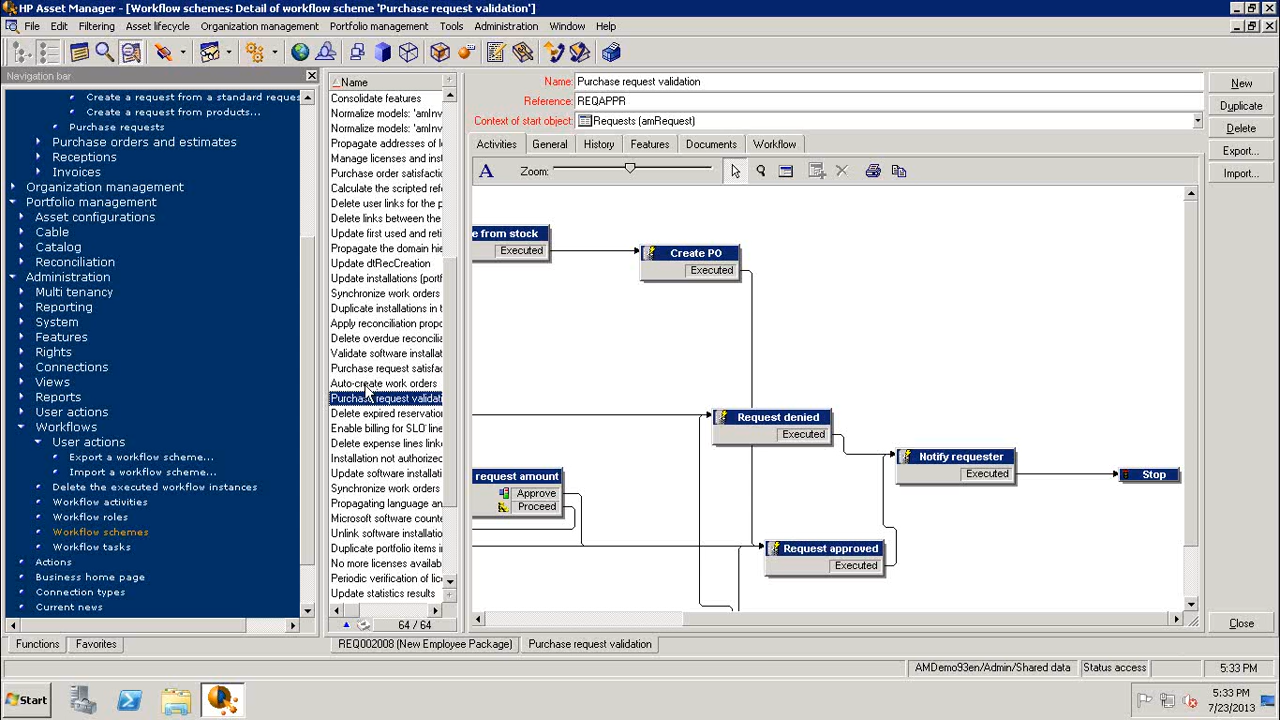 HP Asset Manager - [Workflow schemes: Detail of workflow scheme 'Purchase request validation']
File Edit Filtering Asset lifecycle Organization management Portfolio management Tools Administration Window Help
Navigation bar
Create a request from a standard reques
Create a request from products...
Purchase requests
Purchase orders and estimates
Receptions
Invoices
Organization management
Portfolio management
Asset configurations
Cable
Catalog
Reconciliation
Administration
Multi tenancy
Reporting
System
Features
Rights
Connections
Views
Reports
User actions
Workflows
User actions
Export a workflow scheme...
Import a workflow scheme...
Delete the executed workflow instances
Workflow activities
Workflow roles
Workflow schemes
Workflow tasks
Actions
Business home page
Connection types
Current news
Functions Favorites
Name
Consolidate features
Normalize models: 'amInv
Normalize models: 'amInv
Propagate addresses of l
Manage licenses and inst
Purchase order satisfactio
Calculate the scripted refe
Delete user links for the p
Delete links between the
Update first used and reti
Propagate the domain hie
Update dtRecCreation
Update installations (portf
Synchronize work orders
Duplicate installations in t
Apply reconciliation propo
Delete overdue reconcilia
Validate software installat
Purchase request satisfac
Auto-create work orders
Purchase request validati
Delete expired reservatio
Enable billing for SLO line
Delete expense lines linke
Installation not authorized
Update software installati
Synchronize work orders
Propagating language an
Microsoft software counte
Unlink software installatio
Duplicate portfolio items i
No more licenses availab
Periodic verification of lice
Update statistics results
64 / 64
Name: Purchase request validation
Reference: REQAPPR
Context of start object: Requests (amRequest)
Activities General History Features Documents Workflow
A Zoom:
e from stock
Executed
Create PO
Executed
Request denied
Executed
request amount
Approve
Proceed
Notify requester
Executed
Stop
Request approved
Executed
New
Duplicate
Delete
Export...
Import...
Close
REQ002008 (New Employee Package) Purchase request validation
AMDemo93en/Admin/Shared data Status access 5:33 PM
Start
5:33 PM
7/23/2013